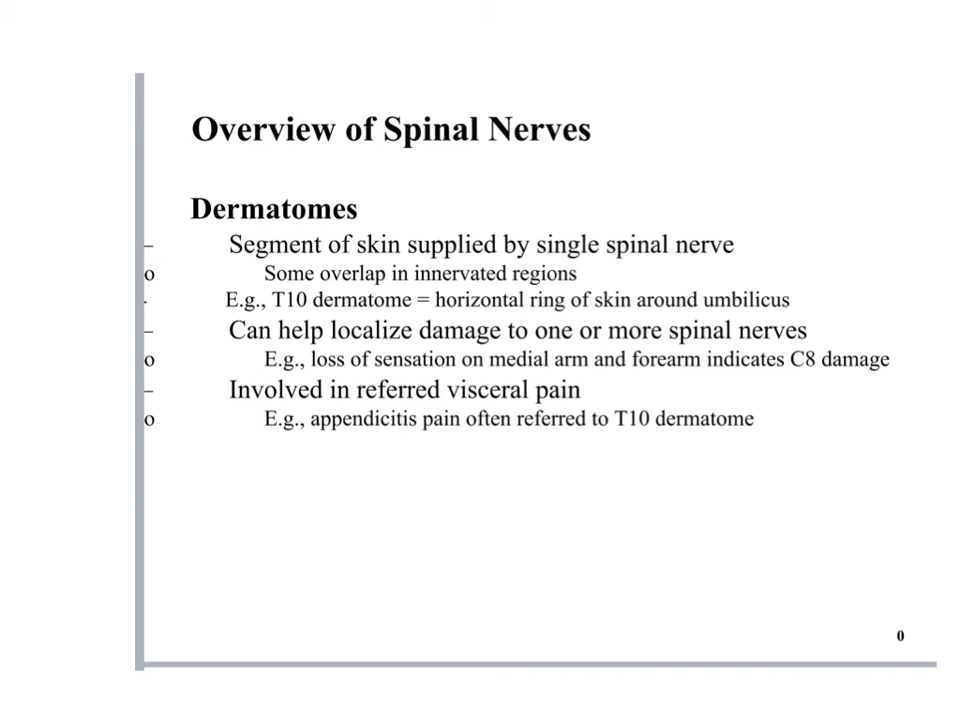 Overview of Spinal Nerves
Dermatomes
– Segment of skin supplied by single spinal nerve
o Some overlap in innervated regions
- E.g., T10 dermatome = horizontal ring of skin around umbilicus
– Can help localize damage to one or more spinal nerves
o E.g., loss of sensation on medial arm and forearm indicates C8 damage
– Involved in referred visceral pain
o E.g., appendicitis pain often referred to T10 dermatome
0